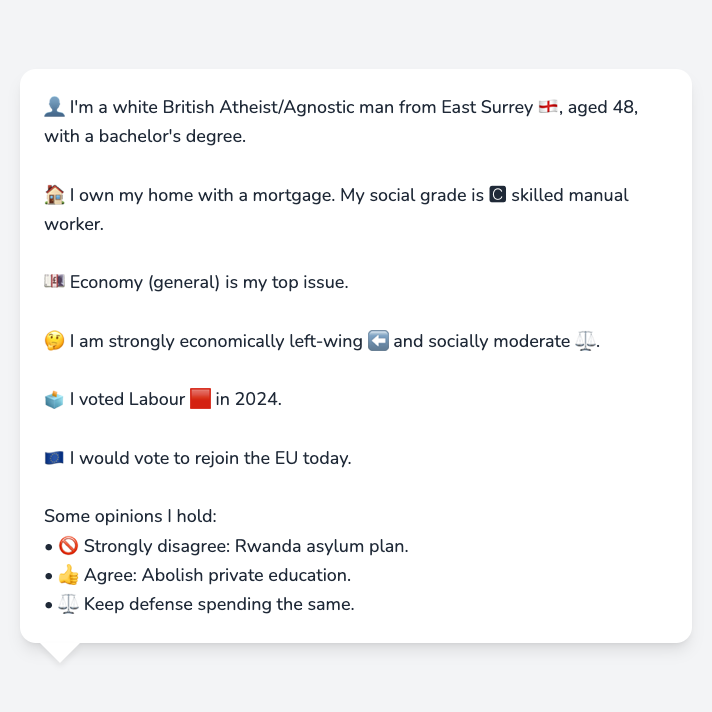 👤 I'm a white British Atheist/Agnostic man from East Surrey 🏴󠁧󠁢󠁥󠁮󠁧󠁿, aged 48,
with a bachelor's degree.
🏠 I own my home with a mortgage. My social grade is 🅲 skilled manual
worker.
💷 Economy (general) is my top issue.
🤔 I am strongly economically left-wing ⬅️ and socially moderate ⚖️.
🗳️ I voted Labour 🟥 in 2024.
🇪🇺 I would vote to rejoin the EU today.
Some opinions I hold:
• 🚫 Strongly disagree: Rwanda asylum plan.
• 👍 Agree: Abolish private education.
• ⚖️ Keep defense spending the same.